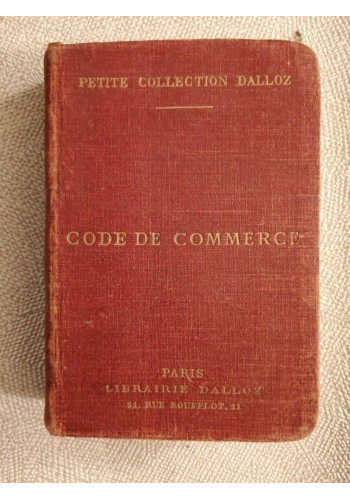 PETITE COLLECTION DALLOZ
CODE DE COMMERCE
PARIS
LIBRAIRIE DALLOZ
11, RUE SOUFFLOT, 11